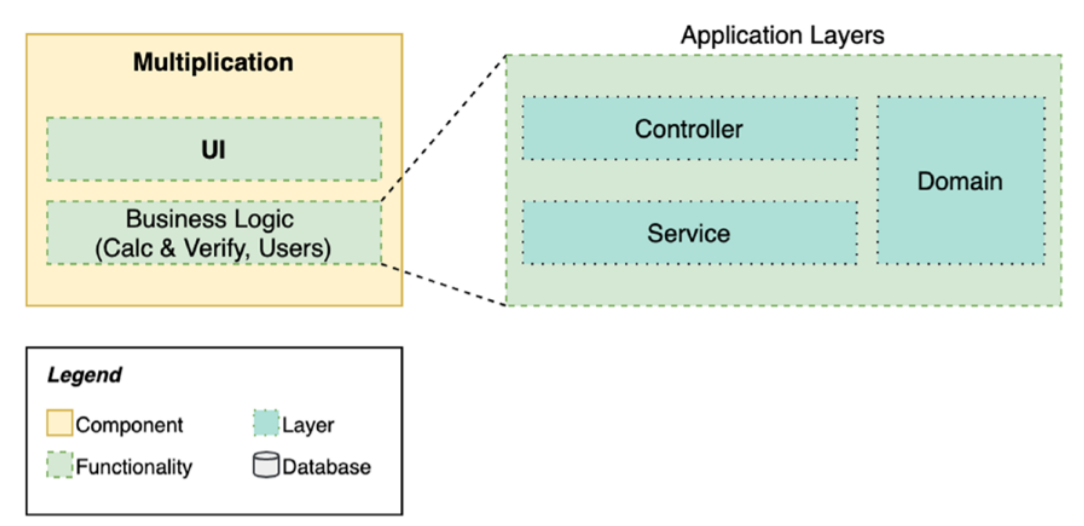 Multiplication
UI
Business Logic
(Calc & Verify, Users)
Application Layers
Controller
Service
Domain
Legend
Component
Layer
Functionality
Database